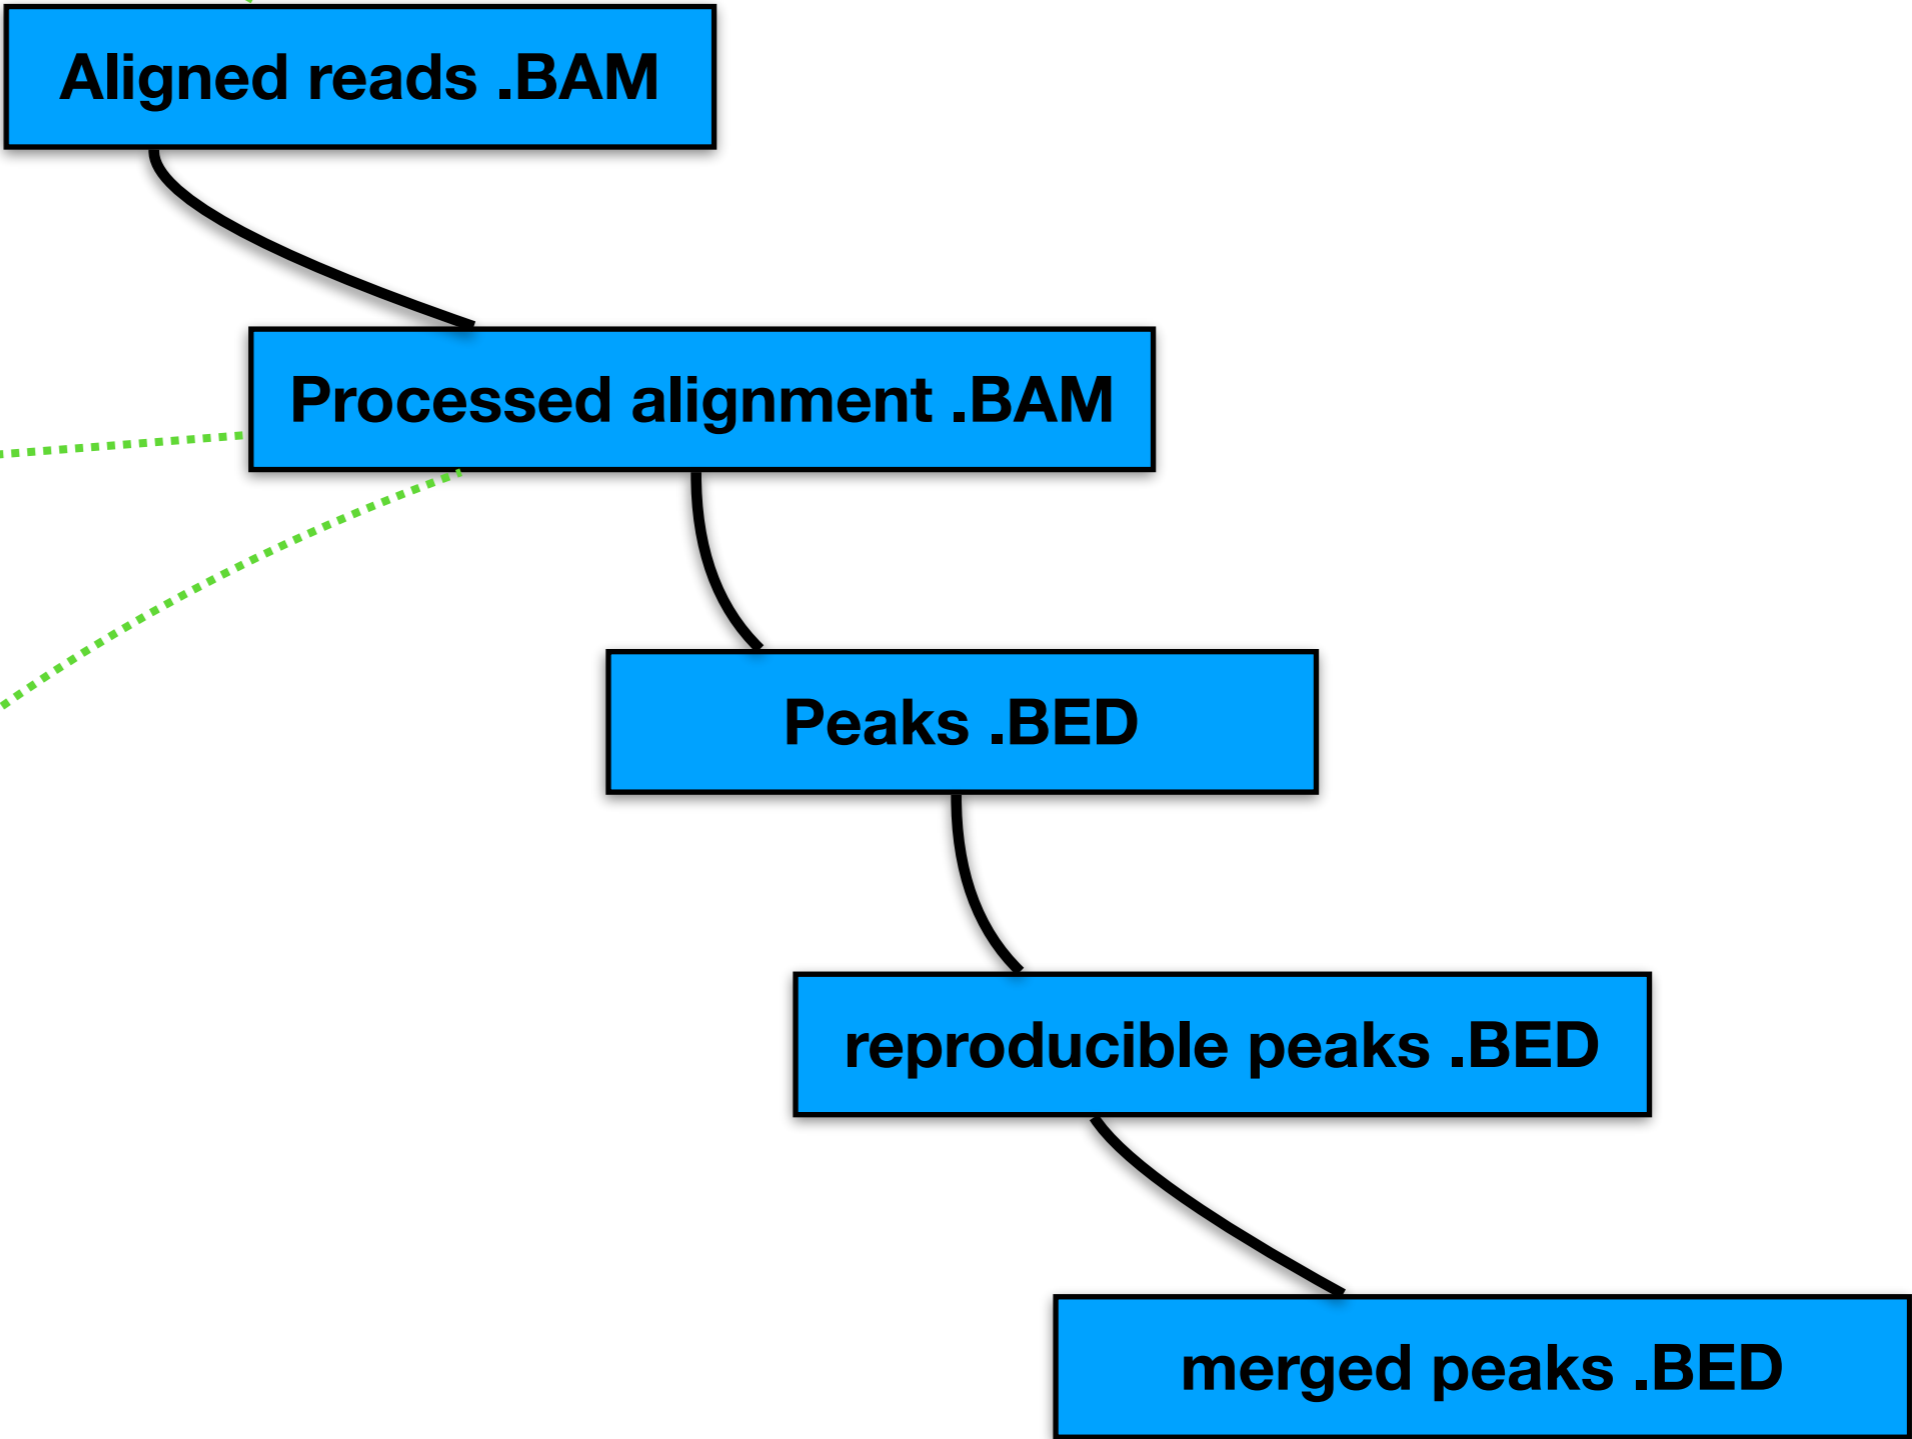 Aligned reads .BAM
Processed alignment .BAM
Peaks .BED
reproducible peaks .BED
merged peaks .BED